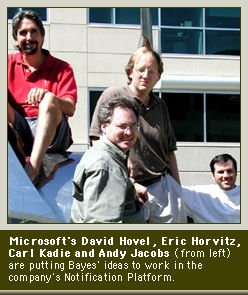 Microsoft's David Hovel, Eric Horvitz,
Carl Kadie and Andy Jacobs (from left)
are putting Bayes' ideas to work in the
company's Notification Platform.